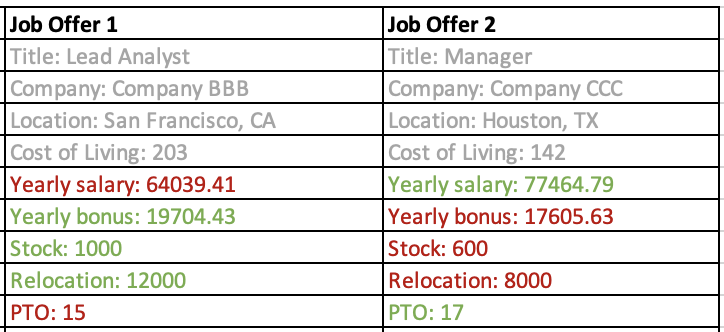 Job Offer 1
Job Offer 2
Title: Lead Analyst
Title: Manager
Company: Company BBB
Company: Company CCC
Location: San Francisco, CA
Location: Houston, TX
Cost of Living: 203
Cost of Living: 142
Yearly salary: 64039.41
Yearly salary: 77464.79
Yearly bonus: 19704.43
Yearly bonus: 17605.63
Stock: 1000
Stock: 600
Relocation: 12000
Relocation: 8000
PTO: 15
PTO: 17